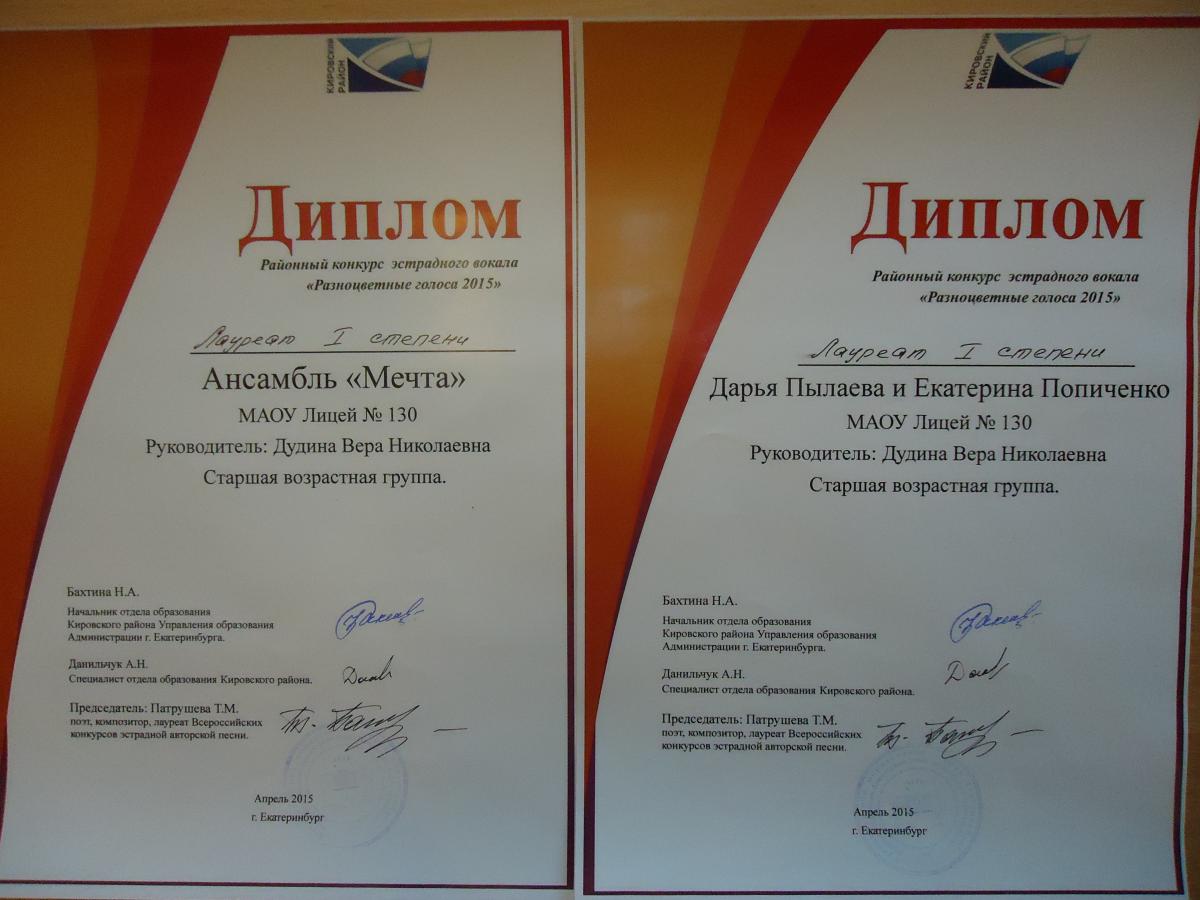 КИРОВСКИЙ
РАЙОН
Диплом
Районный конкурс эстрадного вокала
«Разноцветные голоса 2015»
Лауреат I степени
Ансамбль «Мечта»
МАОУ Лицей № 130
Руководитель: Дудина Вера Николаевна
Старшая возрастная группа.
Бахтина Н.А.
Начальник отдела образования
Кировского района Управления образования
Администрации г. Екатеринбурга.
Данильчук А.Н.
Специалист отдела образования Кировского района.
Председатель: Патрушева Т.М.
поэт, композитор, лауреат Всероссийских
конкурсов эстрадной авторской песни.
Апрель 2015
г. Екатеринбург
КИРОВСКИЙ
РАЙОН
Диплом
Районный конкурс эстрадного вокала
«Разноцветные голоса 2015»
Лауреат I степени
Дарья Пылаева и Екатерина Попиченко
МАОУ Лицей № 130
Руководитель: Дудина Вера Николаевна
Старшая возрастная группа.
Бахтина Н.А.
Начальник отдела образования
Кировского района Управления образования
Администрации г. Екатеринбурга.
Данильчук А.Н.
Специалист отдела образования Кировского района.
Председатель: Патрушева Т.М.
поэт, композитор, лауреат Всероссийских
конкурсов эстрадной авторской песни.
Апрель 2015
г. Екатеринбург